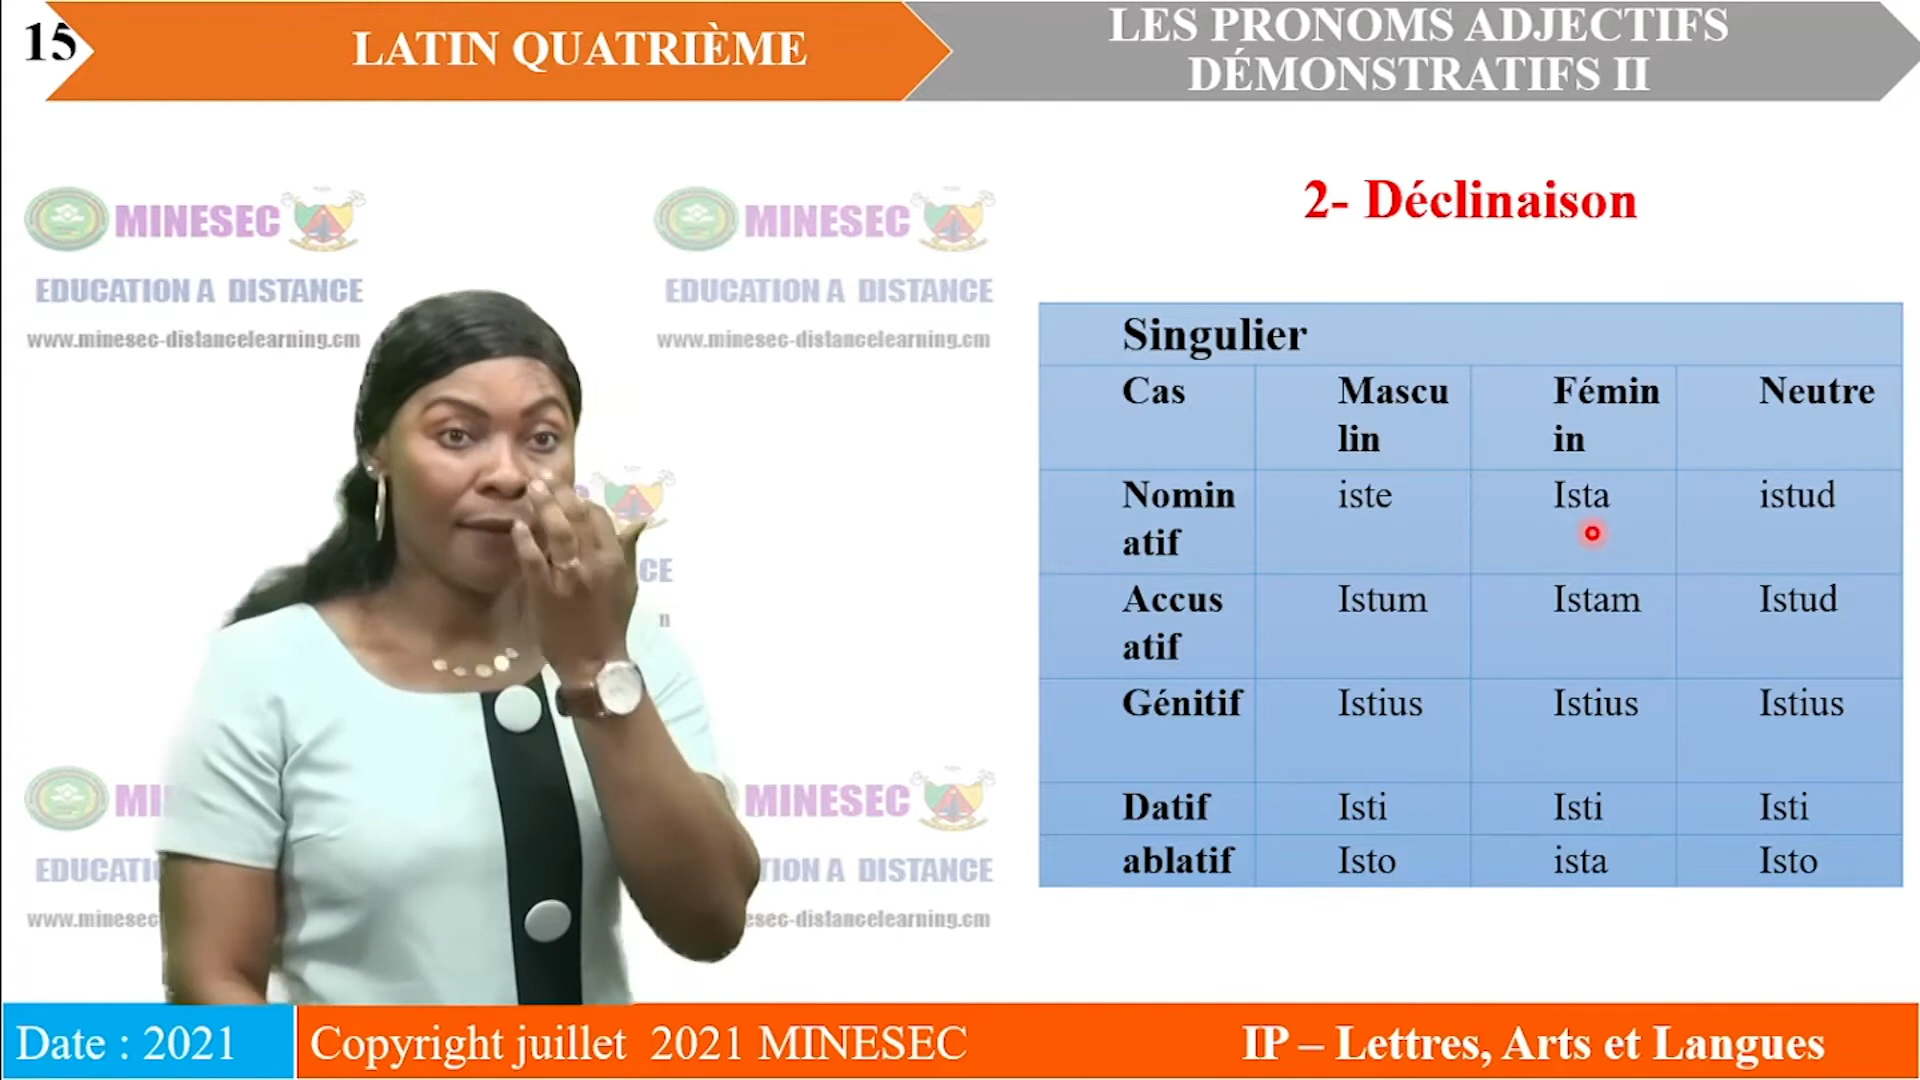 15
LATIN QUATRIÈME
LES PRONOMS ADJECTIFS
DÉMONSTRATIFS II
MINESEC
EDUCATION A DISTANCE
www.minesec-distancelearning.cm
MINESEC
EDUCATION A DISTANCE
www.minesec-distancelearning.cm
2- Déclinaison
Singulier
Cas Mascu Fémin Neutre
lin in
Nomin iste Ista istud
atif
Accus Istum Istam Istud
atif
Génitif Istius Istius Istius
Datif Isti Isti Isti
ablatif Isto ista Isto
MINESEC
DISTANCE
Date : 2021
Copyright juillet 2021 MINESEC
IP – Lettres, Arts et Langues